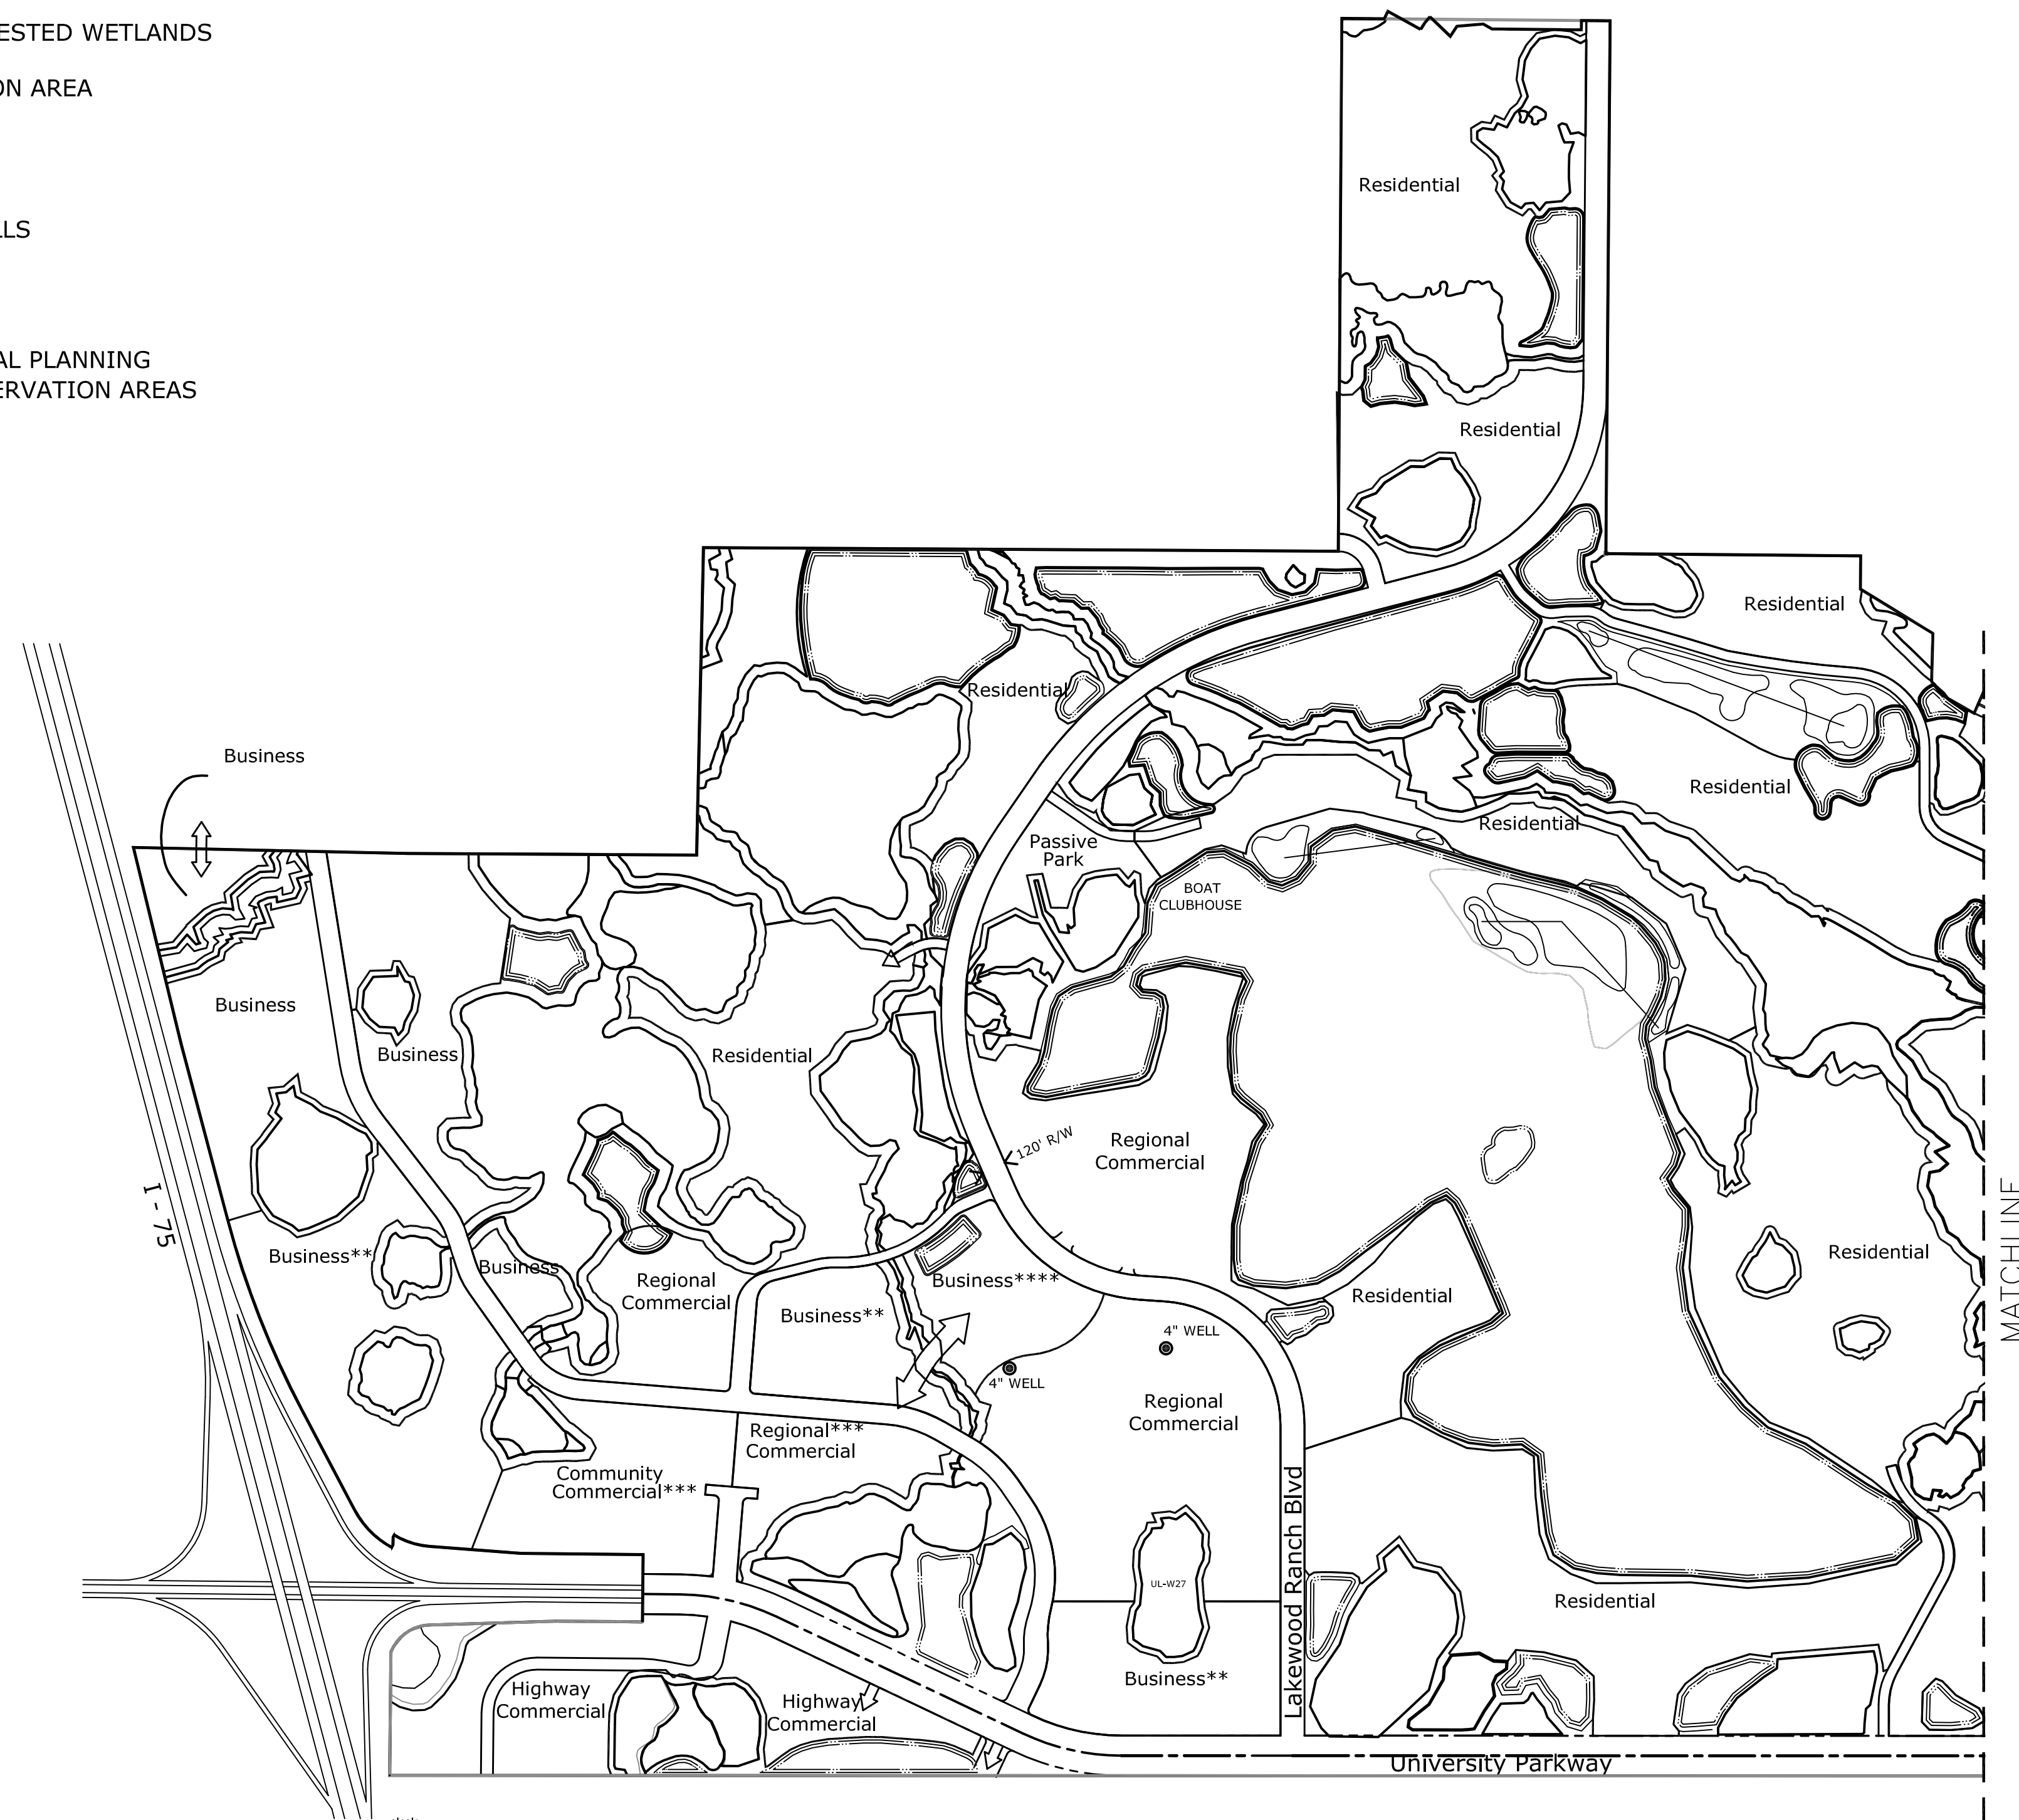 ESTED WETLANDS
ON AREA
LLS
AL PLANNING
ERVATION AREAS
Residential
Residential
Residential
Residential
Business
Residential
Residential
Passive
Park
BOAT
CLUBHOUSE
Business
Business
Residential
120' R/W
Regional
Commercial
I-75
MATCHLINE
Business**
Business
Regional
Commercial
Business****
Residential
Residential
Business**
4" WELL
4" WELL
Regional
Commercial
Regional***
Commercial
Community
Commercial***
Lakewood Ranch Blvd
UL-W27
Residential
Business**
Highway
Commercial
Highway
Commercial
University Parkway